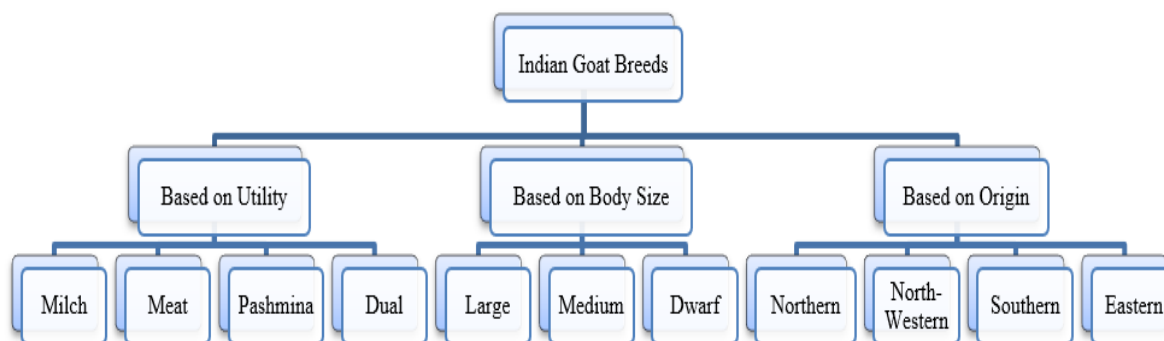 Indian Goat Breeds
Based on Utility
Based on Body Size
Based on Origin
Milch
Meat
Pashmina
Dual
Large
Medium
Dwarf
Northern
North-
Western
Southern
Eastern